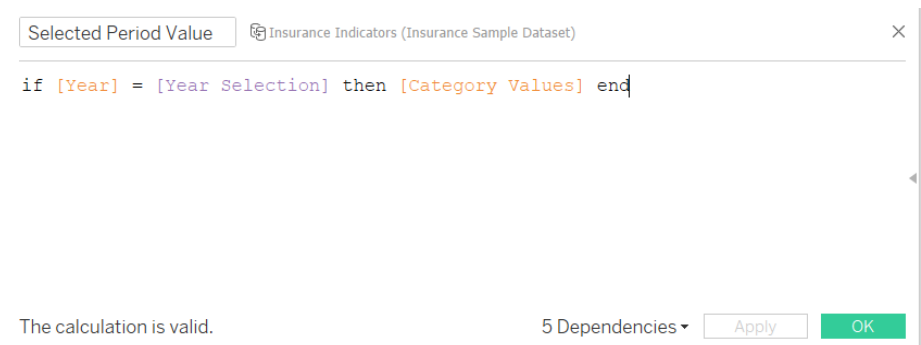 Selected Period Value Insurance Indicators (Insurance Sample Dataset)
if [Year] = [Year Selection] then [Category Values] end
The calculation is valid. 5 Dependencies Apply OK